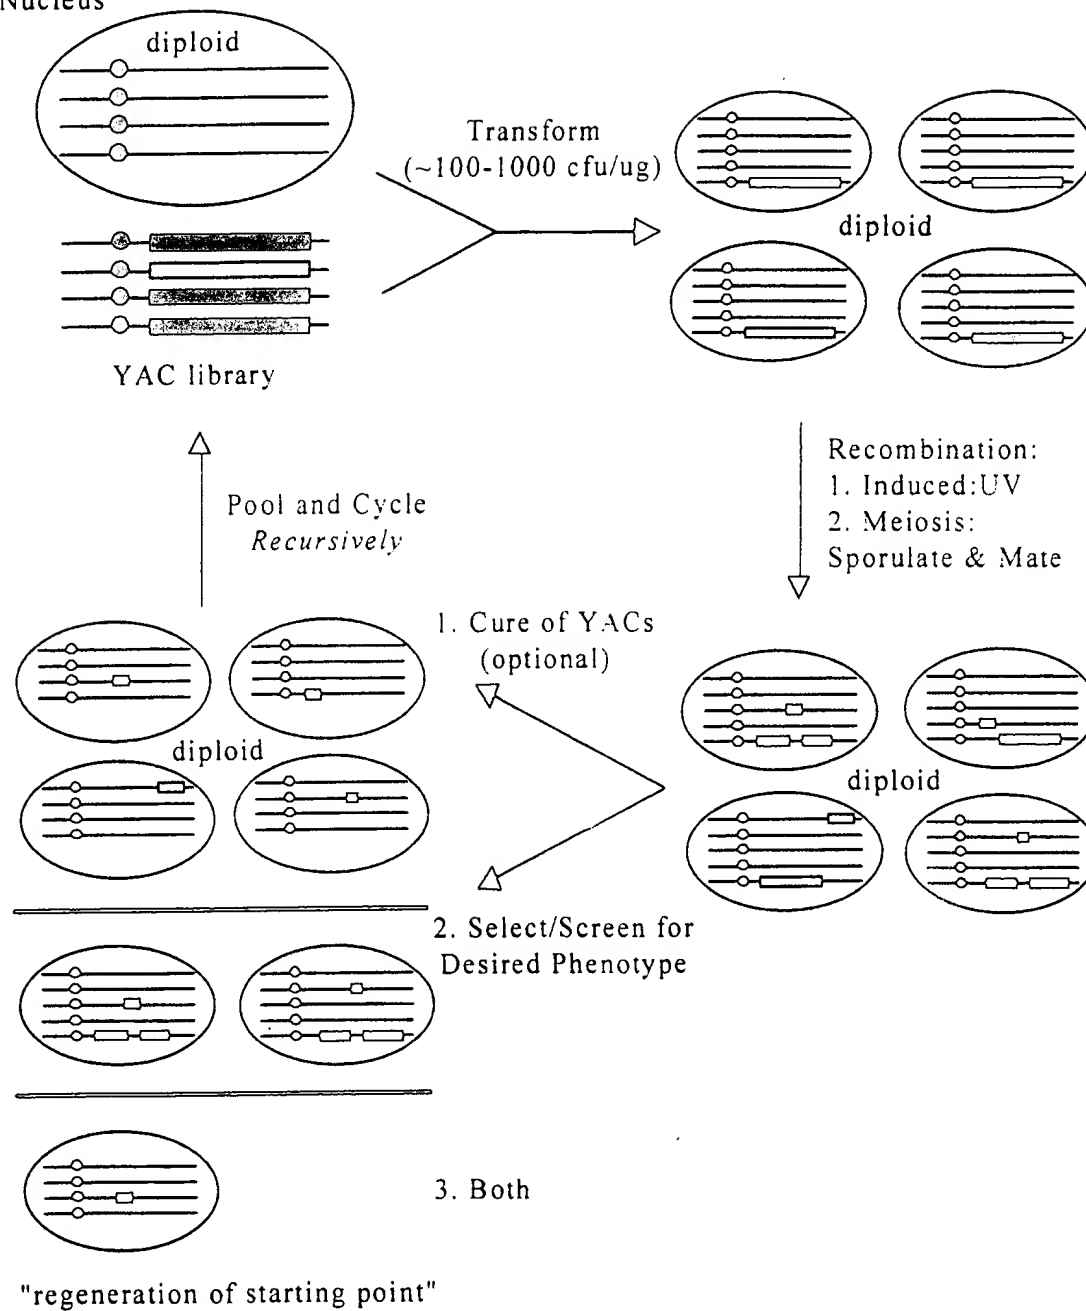 Nucleus
diploid
Transform
(~100-1000 cfu/ug)
diploid
YAC library
Recombination:
1. Induced:UV
2. Meiosis:
Sporulate & Mate
Pool and Cycle
Recursively
1. Cure of YACs
(optional)
diploid
diploid
2. Select/Screen for
Desired Phenotype
3. Both
"regeneration of starting point"